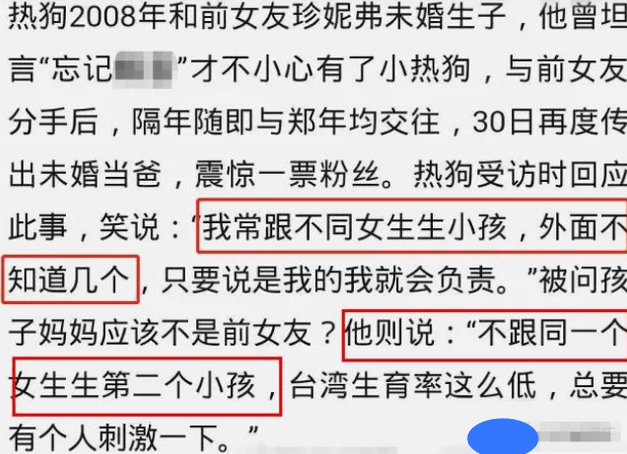 热狗2008年和前女友珍妮弗未婚生子，他曾坦
言“忘记”才不小心有了小热狗，与前女友
分手后，隔年随即与郑年均交往，30日再度传
出未婚当爸，震惊一票粉丝。热狗受访时回应
此事，笑说：“我常跟不同女生生小孩，外面不
知道几个，只要说是我的我就会负责。”被问孩
子妈妈应该不是前女友？他则说：“不跟同一个
女生生第二个小孩，台湾生育率这么低，总要
有个人刺激一下。”